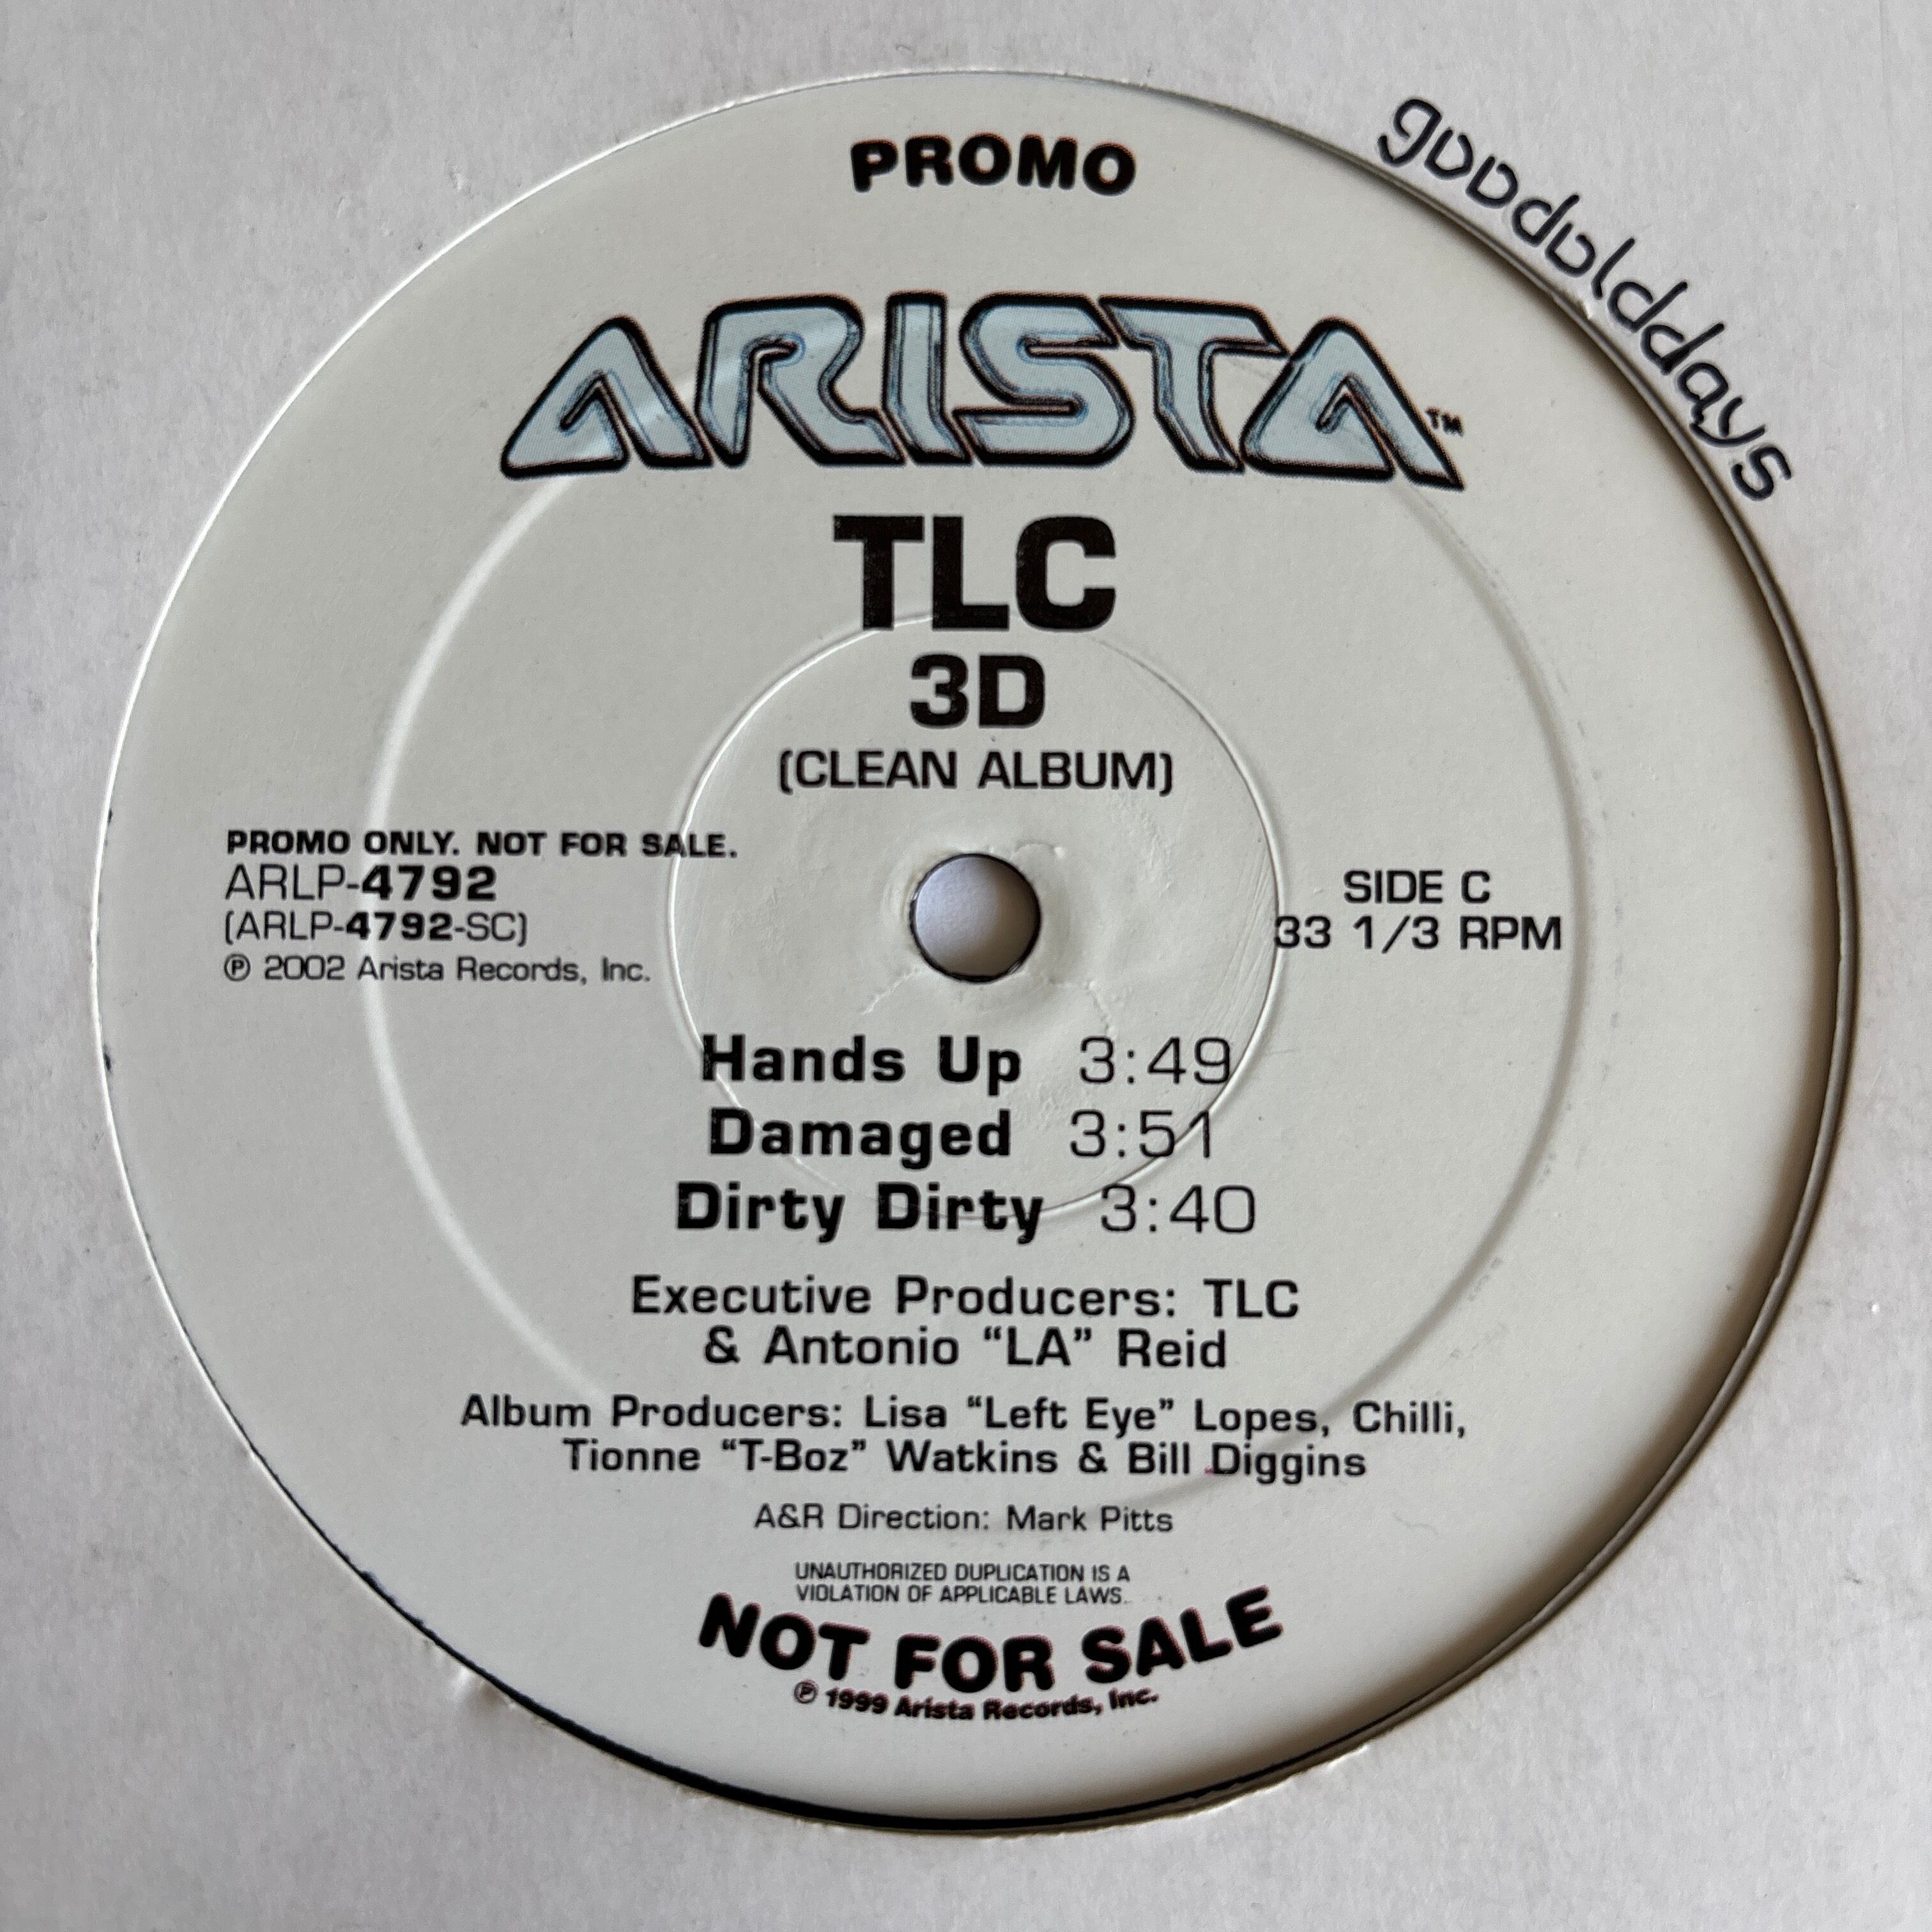 PROMO
gooddolddays
ARISTA™
TLC
3D
(CLEAN ALBUM)
PROMO ONLY. NOT FOR SALE.
ARLP-4792
(ARLP-4792-SC)
℗ 2002 Arista Records, Inc.
SIDE C
33 1/3 RPM
Hands Up 3:49
Damaged 3:51
Dirty Dirty 3:40
Executive Producers: TLC
& Antonio “LA” Reid
Album Producers: Lisa “Left Eye” Lopes, Chilli,
Tionne “T-Boz” Watkins & Bill Diggins
A&R Direction: Mark Pitts
UNAUTHORIZED DUPLICATION IS A
VIOLATION OF APPLICABLE LAWS.
NOT FOR SALE
℗ 1999 Arista Records, Inc.